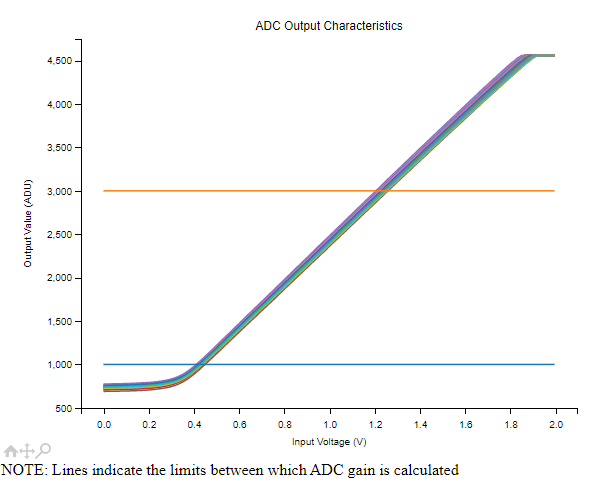 ADC Output Characteristics
4,500
4,000
3,500
3,000
2,500
2,000
1,500
1,000
500
Output Value (ADU)
0.0 0.2 0.4 0.6 0.8 1.0 1.2 1.4 1.6 1.8 2.0
Input Voltage (V)
NOTE: Lines indicate the limits between which ADC gain is calculated